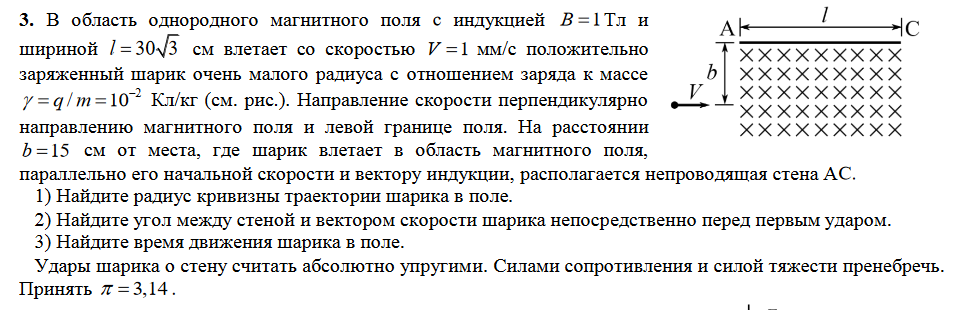 3. В область однородного магнитного поля с индукцией B = 1 Тл и
шириной l = 30√3 см влетает со скоростью V = 1 мм/с положительно
заряженный шарик очень малого радиуса с отношением заряда к массе
γ = q / m = 10⁻² Кл/кг (см. рис.). Направление скорости перпендикулярно
направлению магнитного поля и левой границе поля. На расстоянии
b = 15 см от места, где шарик влетает в область магнитного поля,
параллельно его начальной скорости и вектору индукции, располагается непроводящая стена АС.
1) Найдите радиус кривизны траектории шарика в поле.
2) Найдите угол между стеной и вектором скорости шарика непосредственно перед первым ударом.
3) Найдите время движения шарика в поле.
Удары шарика о стену считать абсолютно упругими. Силами сопротивления и силой тяжести пренебречь.
Принять π = 3,14 .
A l C
b
V